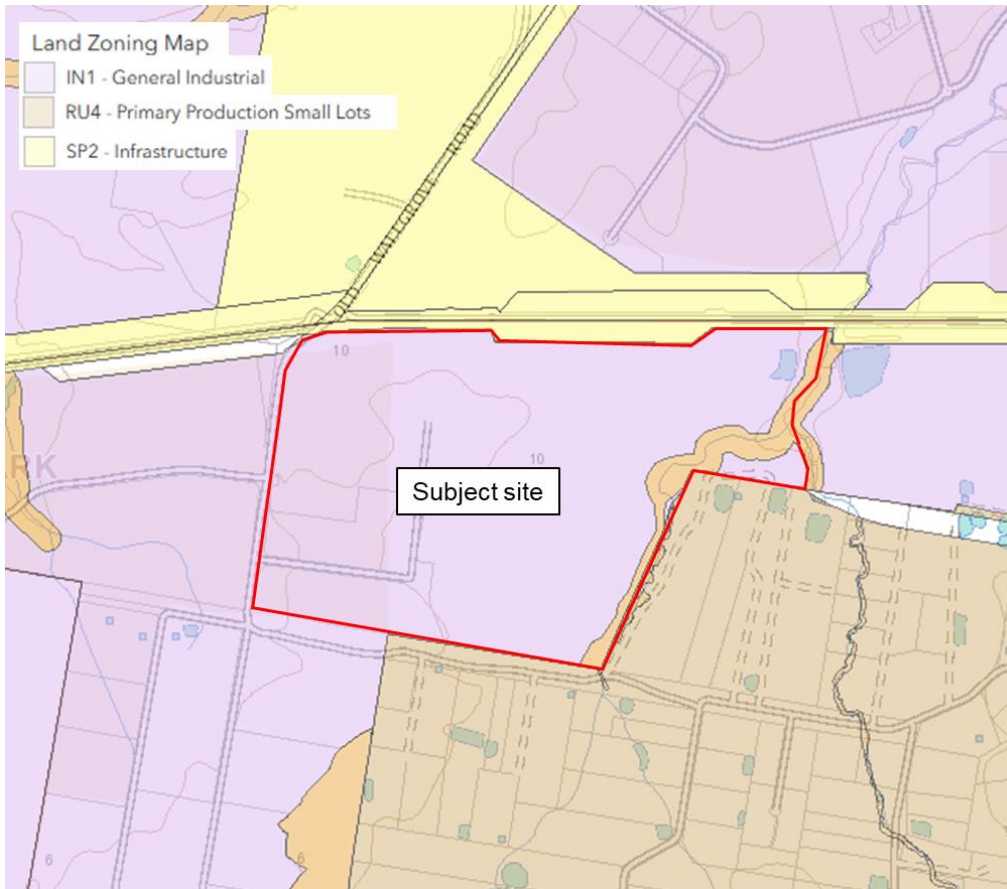 Land Zoning Map
IN1 - General Industrial
RU4 - Primary Production Small Lots
SP2 - Infrastructure
OLD WALLGROVE ROAD
10
RK
10
Subject site
6
6